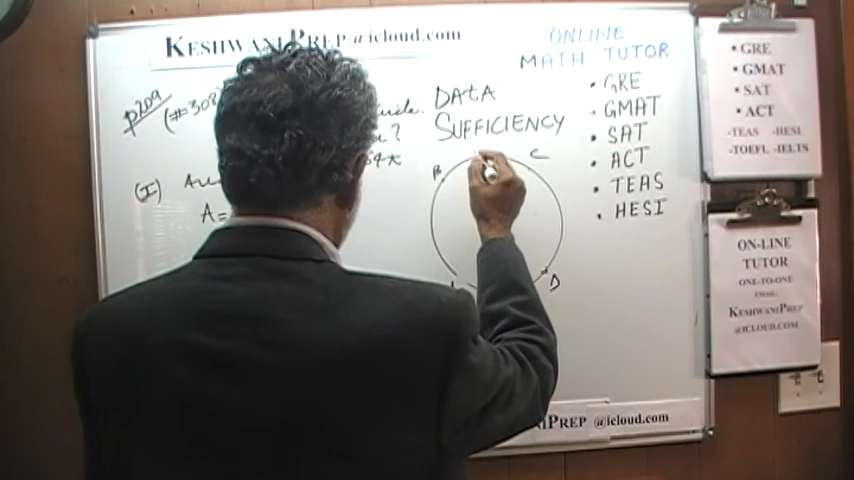 KESHWANIPREP @icloud.com
ONLINE
MATH TUTOR
• GRE
• GMAT
• SAT
• ACT
• TEAS
• HESI
p209
(#308
DATA
SUFFICIENCY
?
(I)
A=
B
C
D
• GRE
• GMAT
• SAT
• ACT
-TEAS -HESI
-TOEFL -IELTS
ON-LINE
TUTOR
ONE-TO-ONE
EMAIL:
KESHWANIPREP
@ICLOUD.COM
PREP @icloud.com